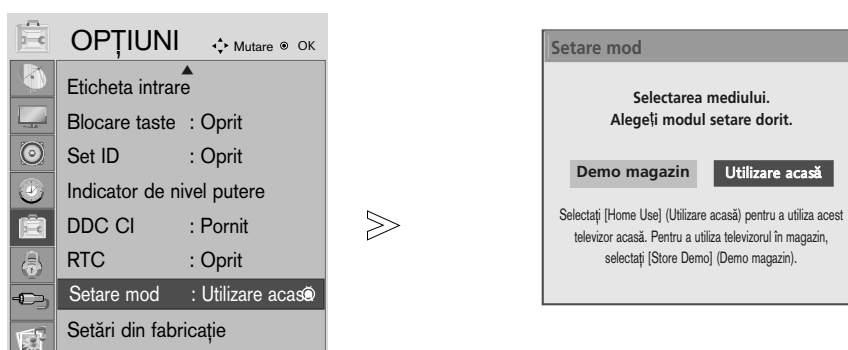 OPȚIUNI
Mutare OK
Eticheta intrare
Blocare taste : Oprit
Set ID : Oprit
Indicator de nivel putere
DDC CI : Pornit
RTC : Oprit
Setare mod : Utilizare acasă
Setări din fabricație
Setare mod
Selectarea mediului.
Alegeți modul setare dorit.
Demo magazin Utilizare acasă
Selectați [Home Use] (Utilizare acasă) pentru a utiliza acest
televizor acasă. Pentru a utiliza televizorul în magazin,
selectați [Store Demo] (Demo magazin).